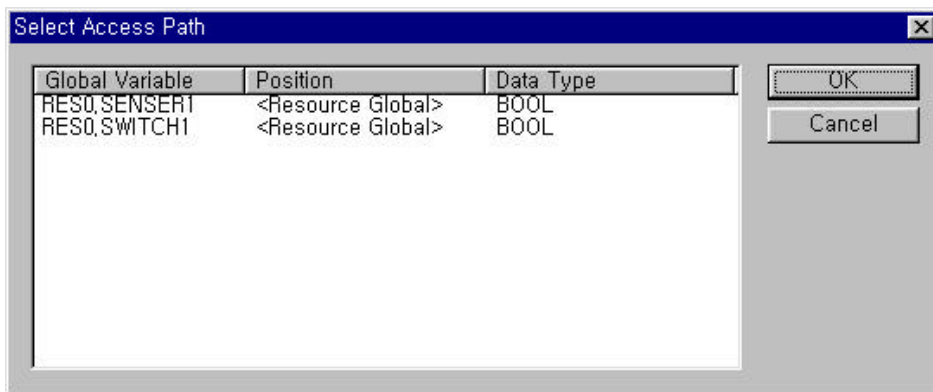 Select Access Path
Global Variable Position Data Type
RES0,SENSER1 <Resource Global> BOOL
RES0,SWITCH1 <Resource Global> BOOL
OK
Cancel